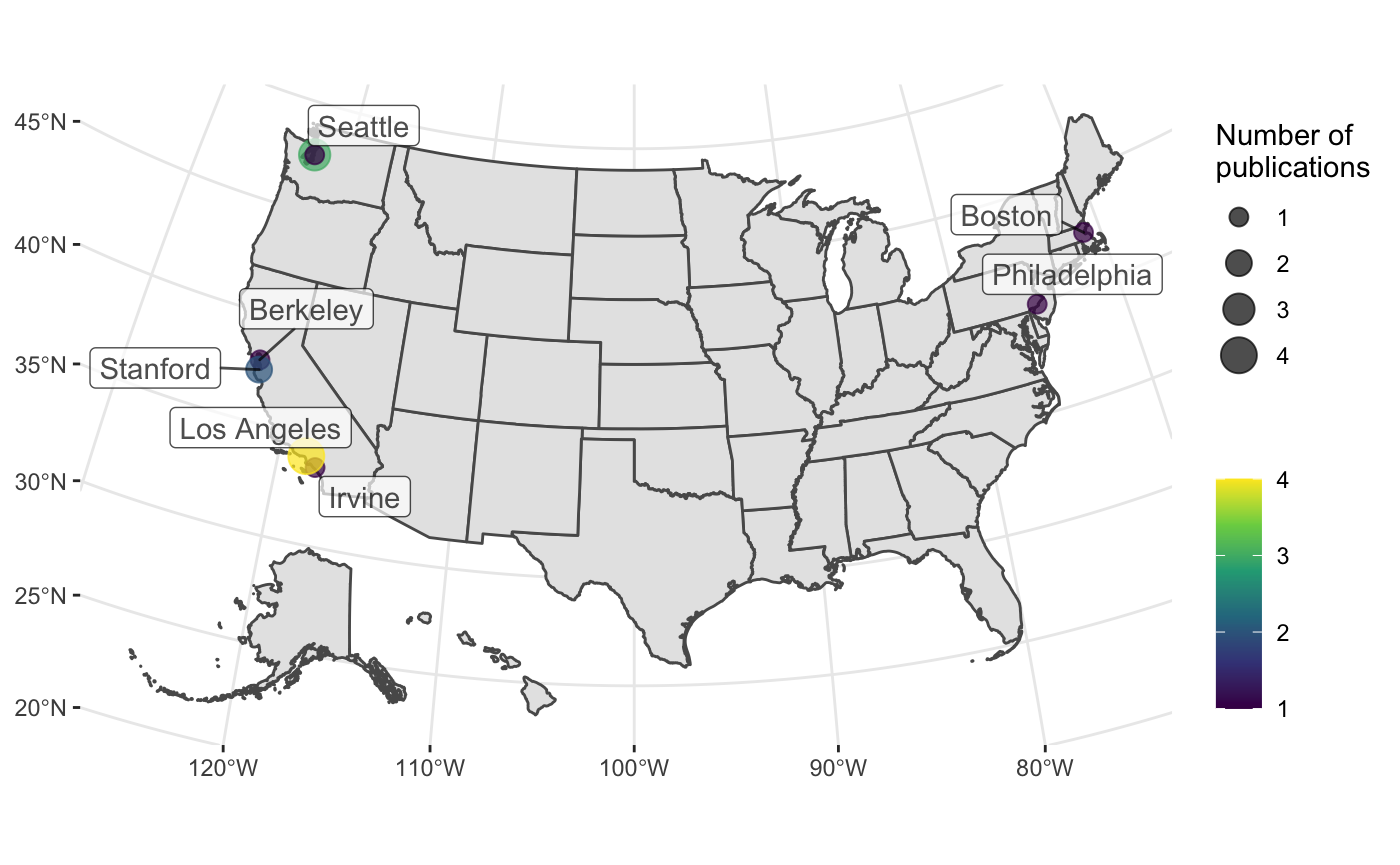 45°N
40°N
35°N
30°N
25°N
20°N
120°W
110°W
100°W
90°W
80°W
Seattle
Boston
Philadelphia
Berkeley
Stanford
Los Angeles
Irvine
Number of
publications
1
2
3
4
4
3
2
1